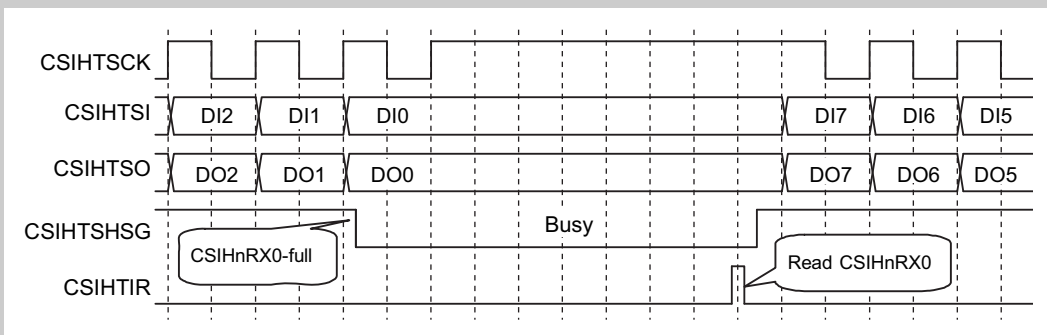 CSIHTSCK
CSIHTSI DI2 DI1 DI0 DI7 DI6 DI5
CSIHTSO DO2 DO1 DO0 DO7 DO6 DO5
CSIHTSHSG Busy
CSIHnRX0-full
Read CSIHnRX0
CSIHTIR